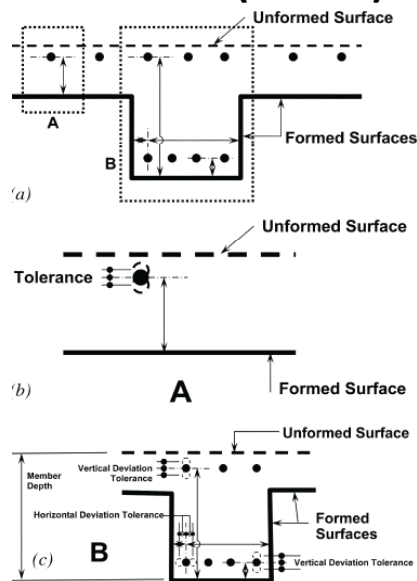 Unformed Surface
A
B
Formed Surfaces
(a)
Unformed Surface
Tolerance
(b)
A
Formed Surface
Unformed Surface
Member
Depth
Vertical Deviation
Tolerance
Horizontal Deviation Tolerance
Formed
Surfaces
(c)
B
Vertical Deviation Tolerance